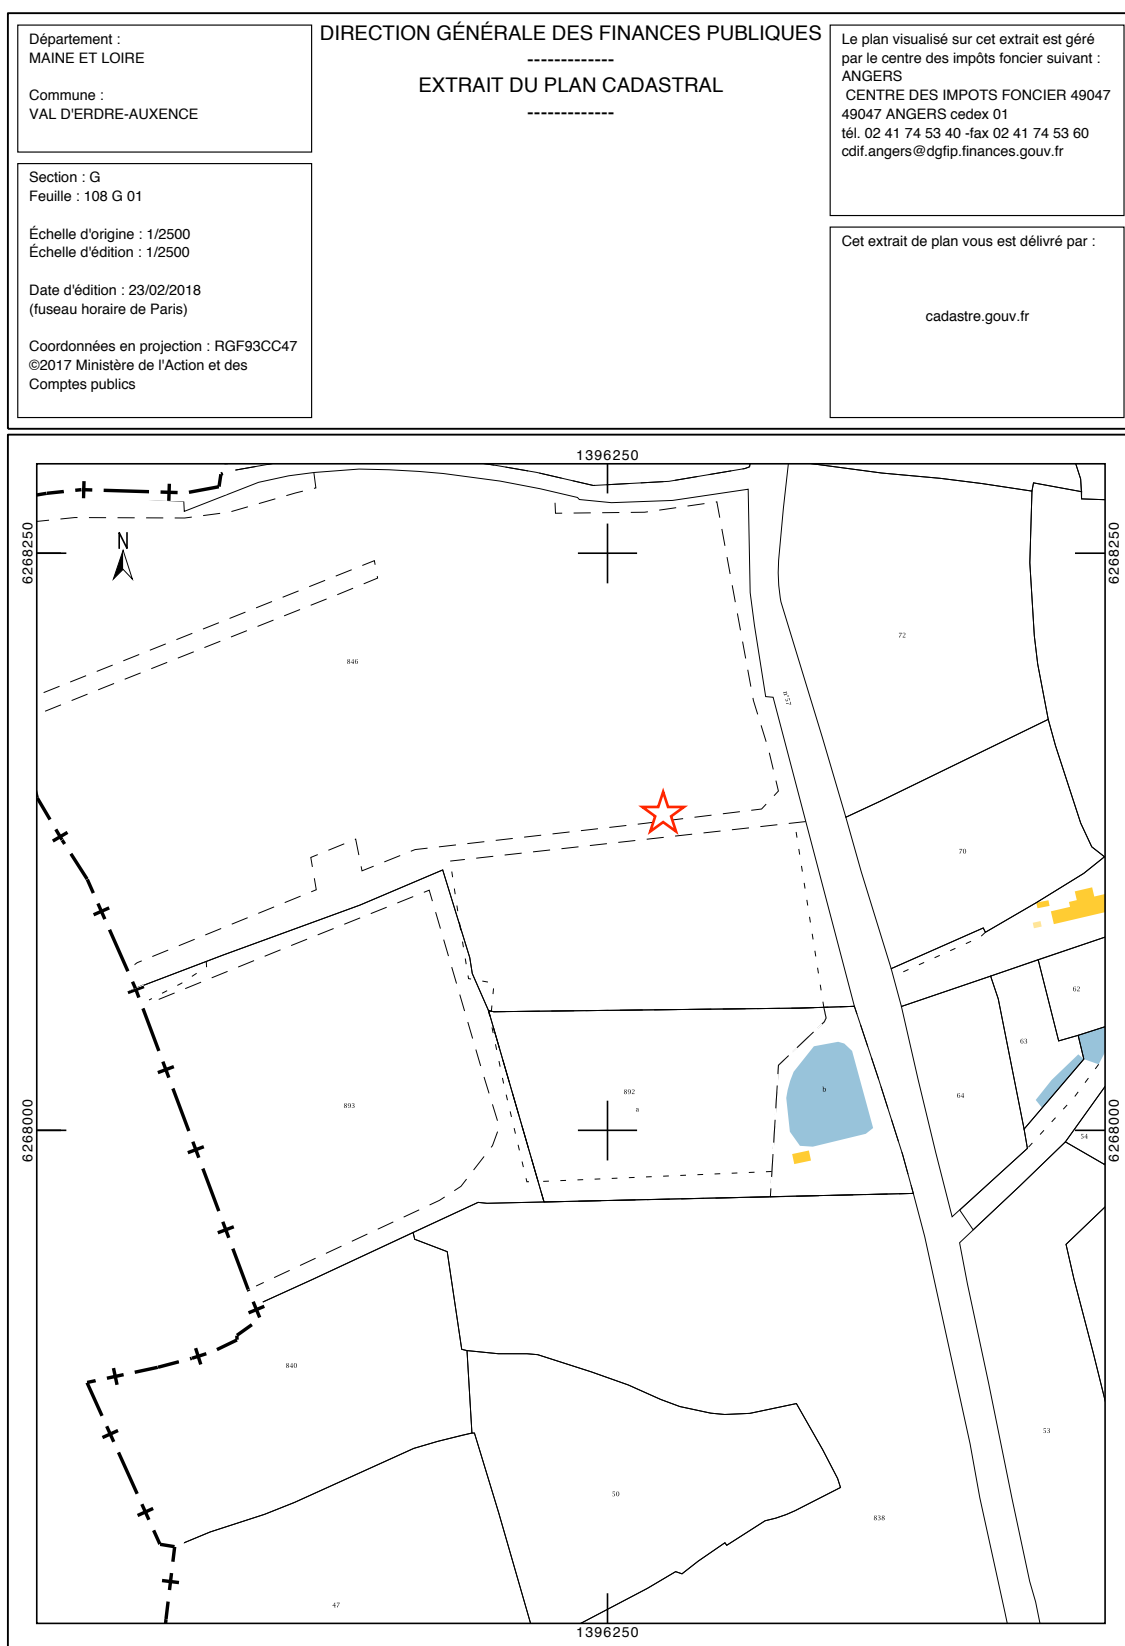 Département :
MAINE ET LOIRE
Commune :
VAL D'ERDRE-AUXENCE
Section : G
Feuille : 108 G 01
Échelle d'origine : 1/2500
Échelle d'édition : 1/2500
Date d'édition : 23/02/2018
(fuseau horaire de Paris)
Coordonnées en projection : RGF93CC47
©2017 Ministère de l'Action et des
Comptes publics
DIRECTION GÉNÉRALE DES FINANCES PUBLIQUES
-------------
EXTRAIT DU PLAN CADASTRAL
-------------
Le plan visualisé sur cet extrait est géré
par le centre des impôts foncier suivant :
ANGERS
CENTRE DES IMPOTS FONCIER 49047
49047 ANGERS cedex 01
tél. 02 41 74 53 40 -fax 02 41 74 53 60
cdif.angers@dgfip.finances.gouv.fr
Cet extrait de plan vous est délivré par :
cadastre.gouv.fr
1396250
6268250
6268250
N
72
846
n°57
70
62
63
892
b
64
893
a
6268000
6268000
54
840
53
50
838
47
1396250